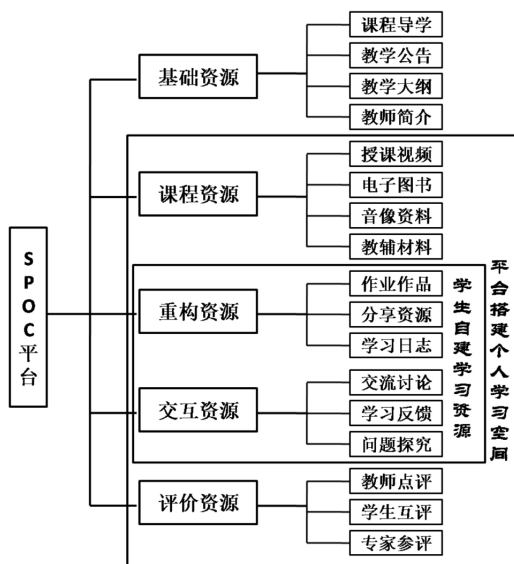 SPOC平台
基础资源
课程导学
教学公告
教学大纲
教师简介
课程资源
授课视频
电子图书
音像资料
教辅材料
重构资源
作业作品
分享资源
学习日志
交互资源
交流讨论
学习反馈
问题探究
评价资源
教师点评
学生互评
专家参评
学生自建学习资源
平台搭建个人学习空间